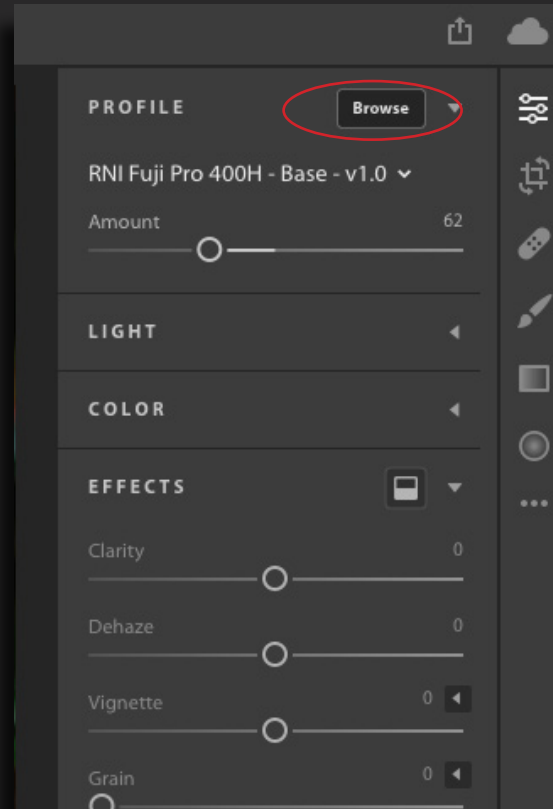 PROFILE Browse
RNI Fuji Pro 400H - Base - v1.0
Amount 62
LIGHT
COLOR
EFFECTS
Clarity 0
Dehaze 0
Vignette 0
Grain 0